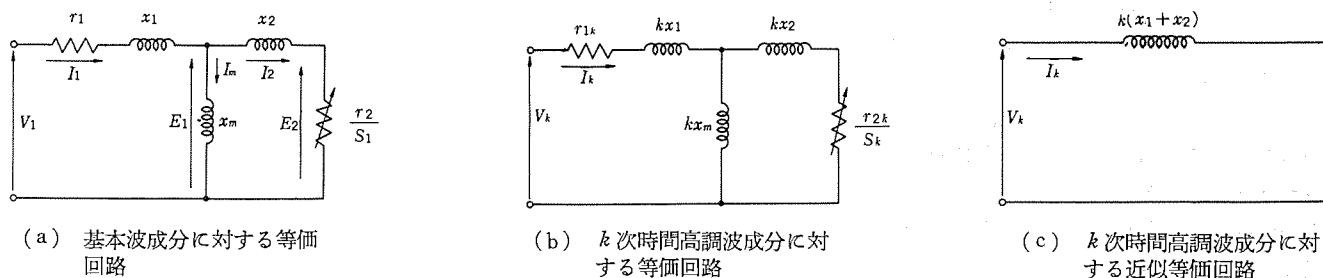 r1
x1
x2
I1
Im
I2
V1
E1
xm
E2
r2
S1
(a) 基本波成分に対する等価
回路
r1k
kx1
kx2
Ik
Vk
kxm
r2k
Sk
(b) k次時間高調波成分に対
する等価回路
k(x1+x2)
Ik
Vk
(c) k次時間高調波成分に対
する近似等価回路